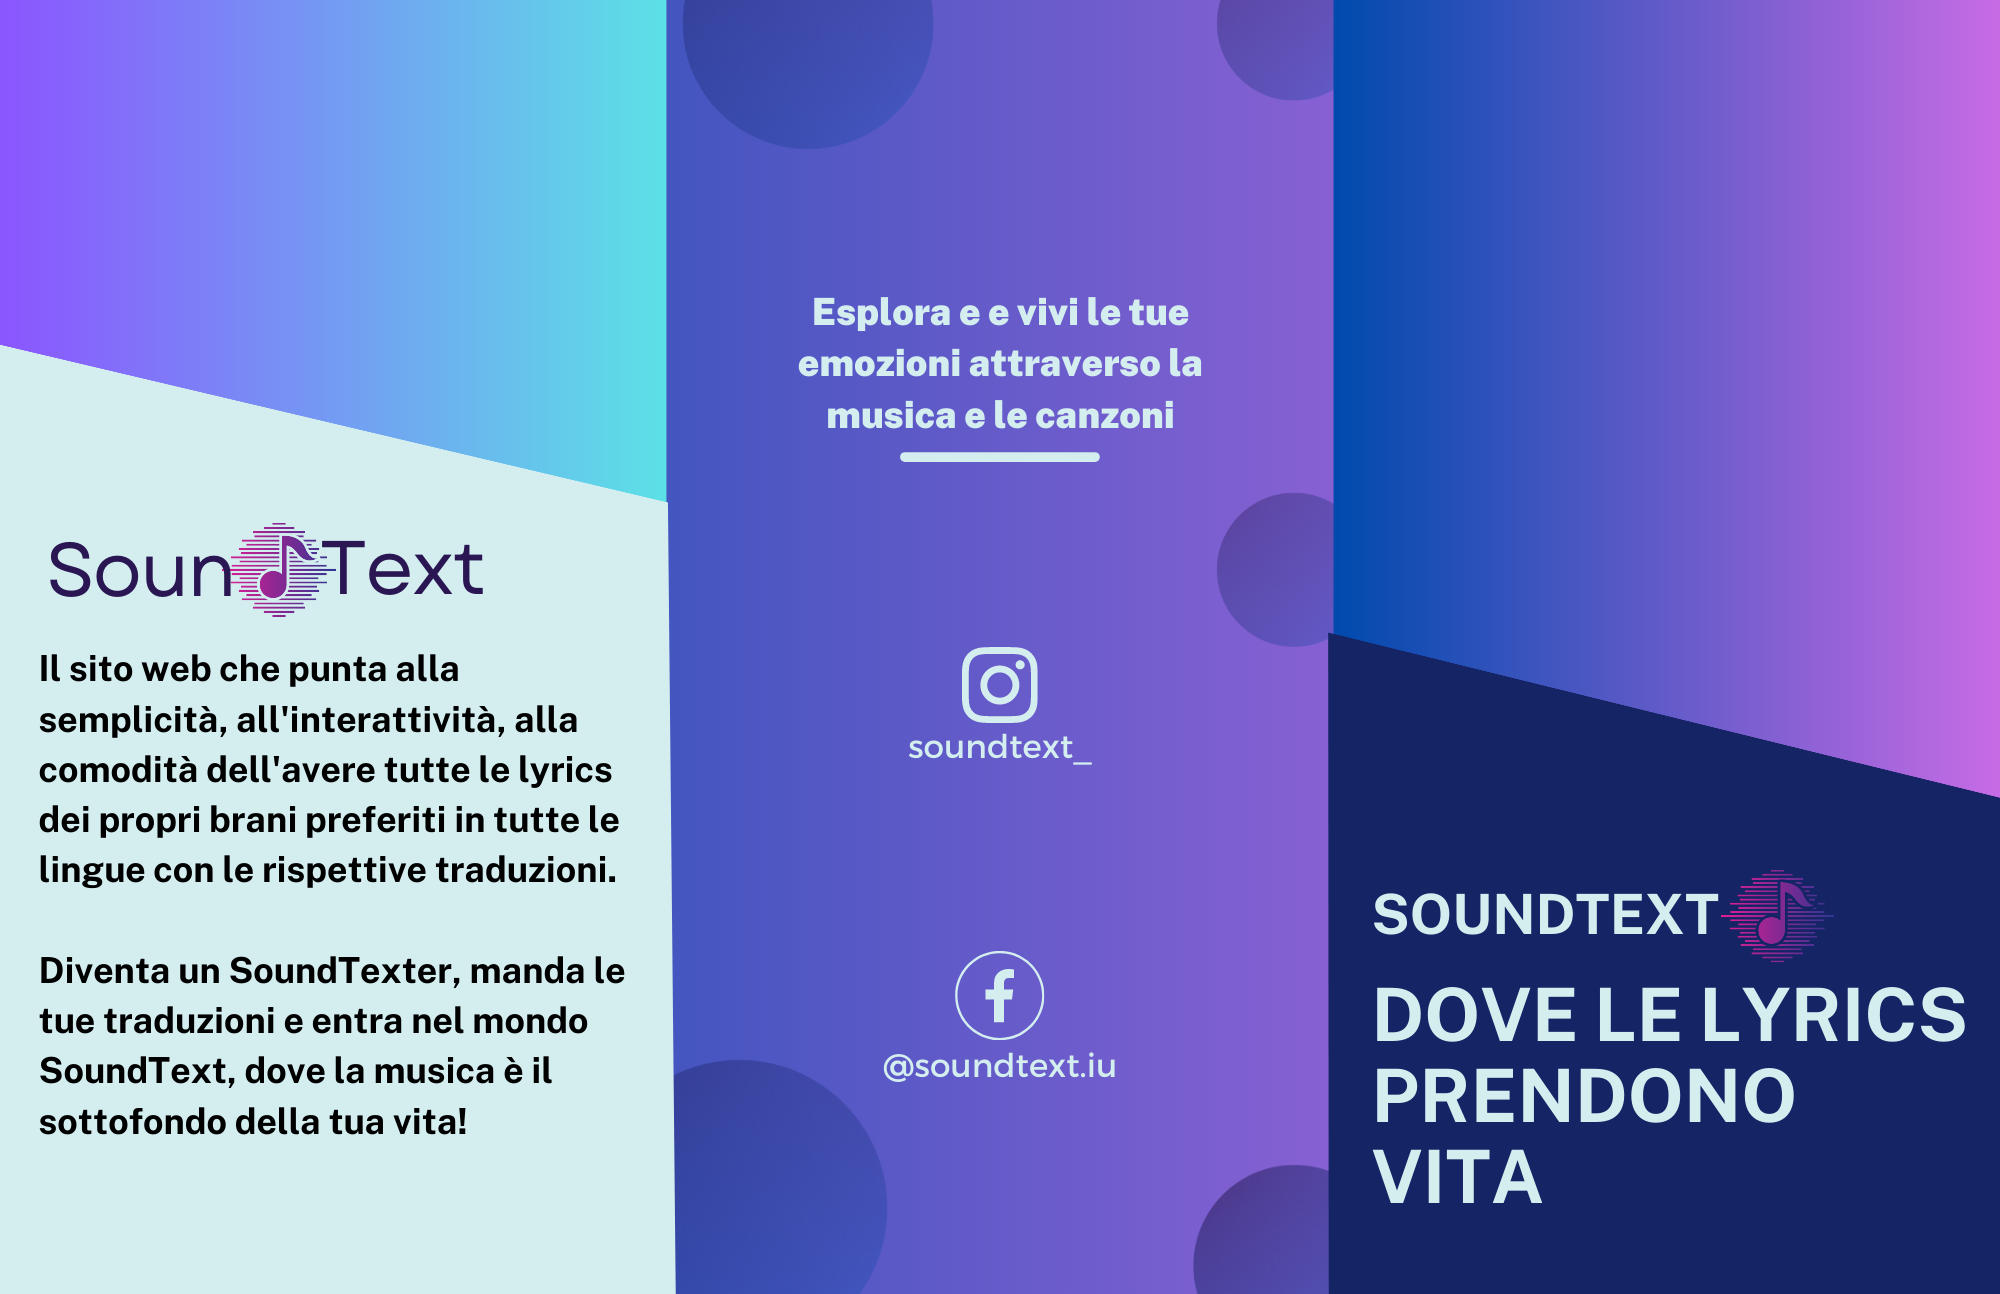 SoundText
Il sito web che punta alla
semplicità, all'interattività, alla
comodità dell'avere tutte le lyrics
dei propri brani preferiti in tutte le
lingue con le rispettive traduzioni.
Diventa un SoundTexter, manda le
tue traduzioni e entra nel mondo
SoundText, dove la musica è il
sottofondo della tua vita!
Esplora e e vivi le tue
emozioni attraverso la
musica e le canzoni
soundtext_
@soundtext.iu
SOUNDTEXT
DOVE LE LYRICS
PRENDONO
VITA